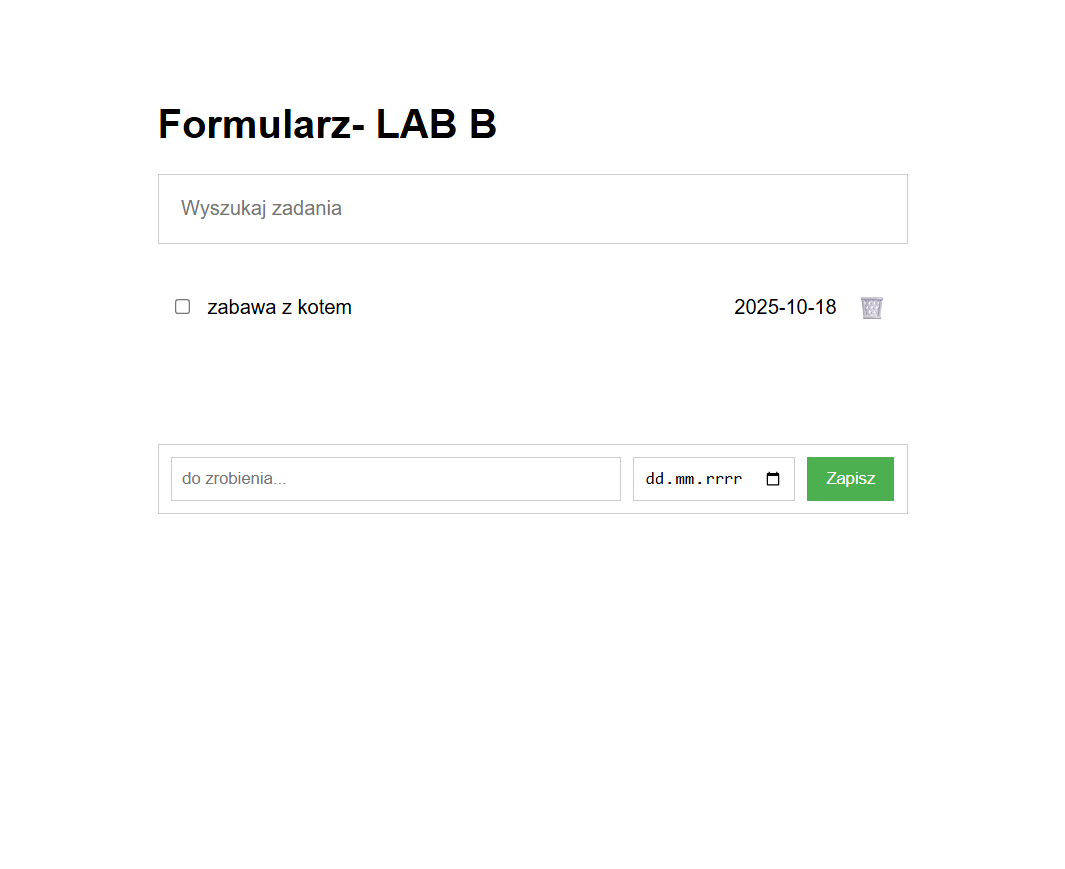 Formularz- LAB B
Wyszukaj zadania
zabawa z kotem 2025-10-18
do zrobienia... dd.mm.rrrr Zapisz